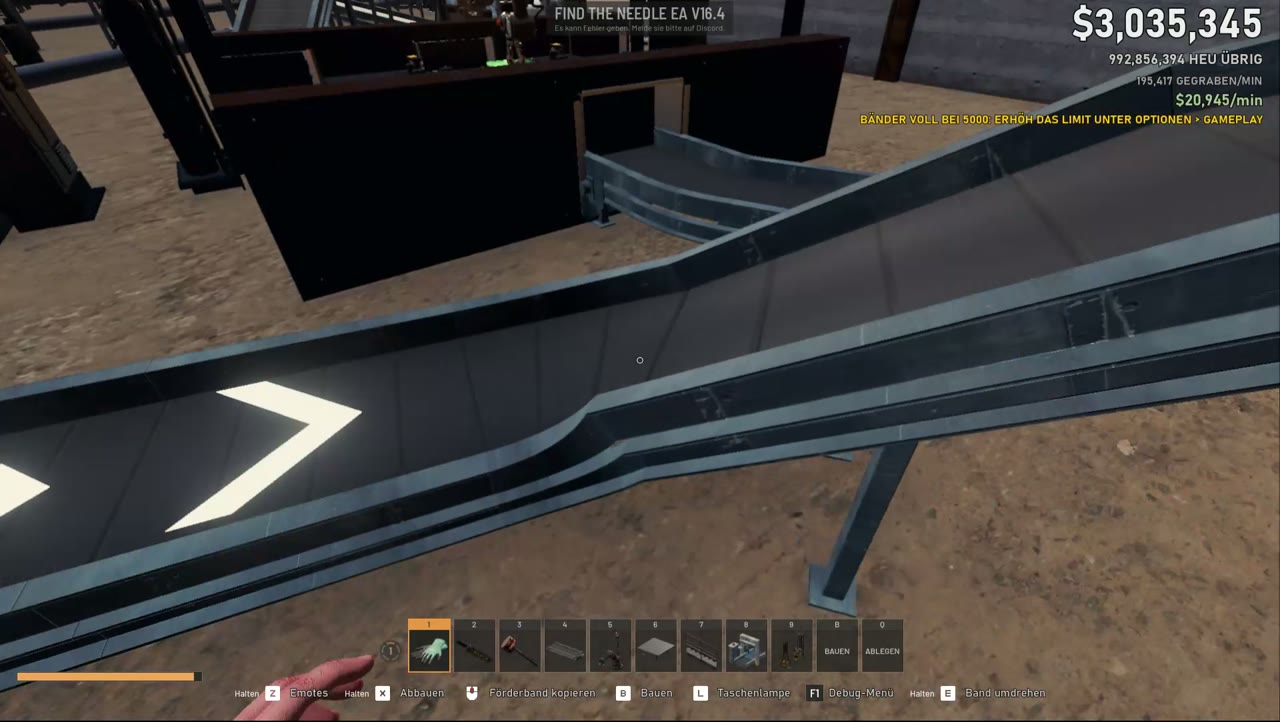 FIND THE NEEDLE EA V16.4
Es kann Fehler geben. Melde sie bitte auf Discord.
$3,035,345
992,856,394 HEU ÜBRIG
195,417 GEGRABEN/MIN
$20,945/min
BÄNDER VOLL BEI 5000: ERHÖH DAS LIMIT UNTER OPTIONEN > GAMEPLAY
1 1 2 3 4 5 6 7 8 9 B Q
BAUEN ABLEGEN
Halten Z Emotes Halten X Abbauen Förderband kopieren B Bauen L Taschenlampe F1 Debug-Menü Halten E Band umdrehen